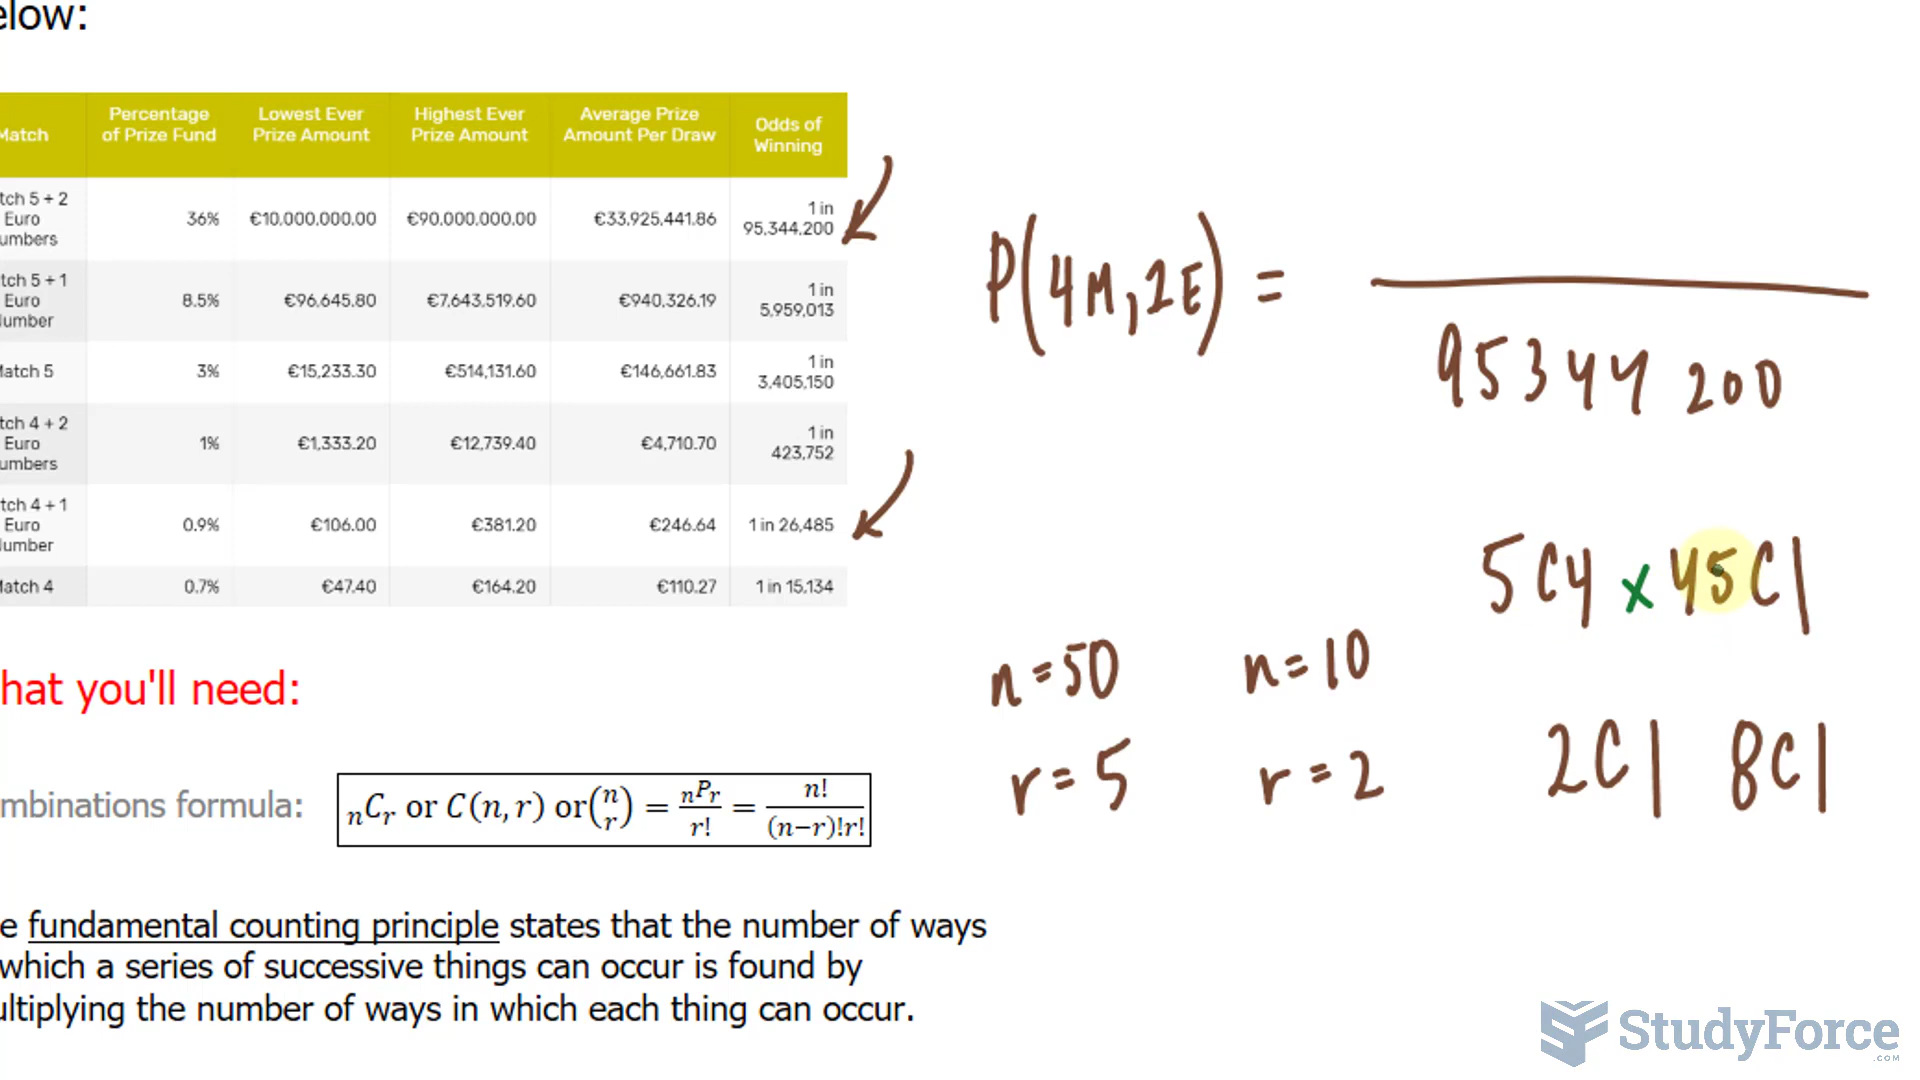 elow:
Match
Percentage of Prize Fund
Lowest Ever Prize Amount
Highest Ever Prize Amount
Average Prize Amount Per Draw
Odds of Winning
tch 5 + 2 Euro umbers
36%
€10,000,000.00
€90,000,000.00
€33,925,441.86
1 in 95,344,200
tch 5 + 1 Euro Number
8.5%
€96,645.80
€7,643,519.60
€940,326.19
1 in 5,959,013
Match 5
3%
€15,233.30
€514,131.60
€146,661.83
1 in 3,405,150
tch 4 + 2 Euro umbers
1%
€1,333.20
€12,739.40
€4,710.70
1 in 423,752
tch 4 + 1 Euro Number
0.9%
€106.00
€381.20
€246.64
1 in 26,485
Match 4
0.7%
€47.40
€164.20
€110.27
1 in 15,134
P(4M,2E) =
95344200
5C4 x 45C1
n=50
n=10
r=5
r=2
2C1 8C1
hat you'll need:
mbinations formula:
nCr or C(n, r) or (n r) = nPr / r! = n! / (n−r)!r!
e fundamental counting principle states that the number of ways
which a series of successive things can occur is found by
ultiplying the number of ways in which each thing can occur.
StudyForce
.COM